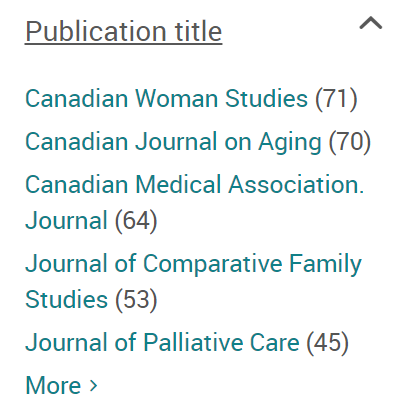 Publication title
Canadian Woman Studies (71)
Canadian Journal on Aging (70)
Canadian Medical Association.
Journal (64)
Journal of Comparative Family
Studies (53)
Journal of Palliative Care (45)
More ›